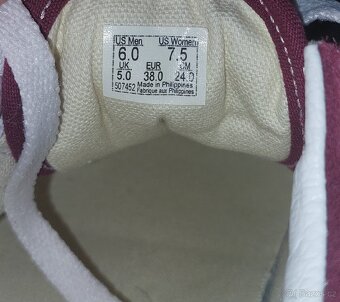 US Men US Women
6.0 7.5
UK EUR CM
5.0 38.0 24.0
507452 Made in Philippines
Fabriqué aux Philippines